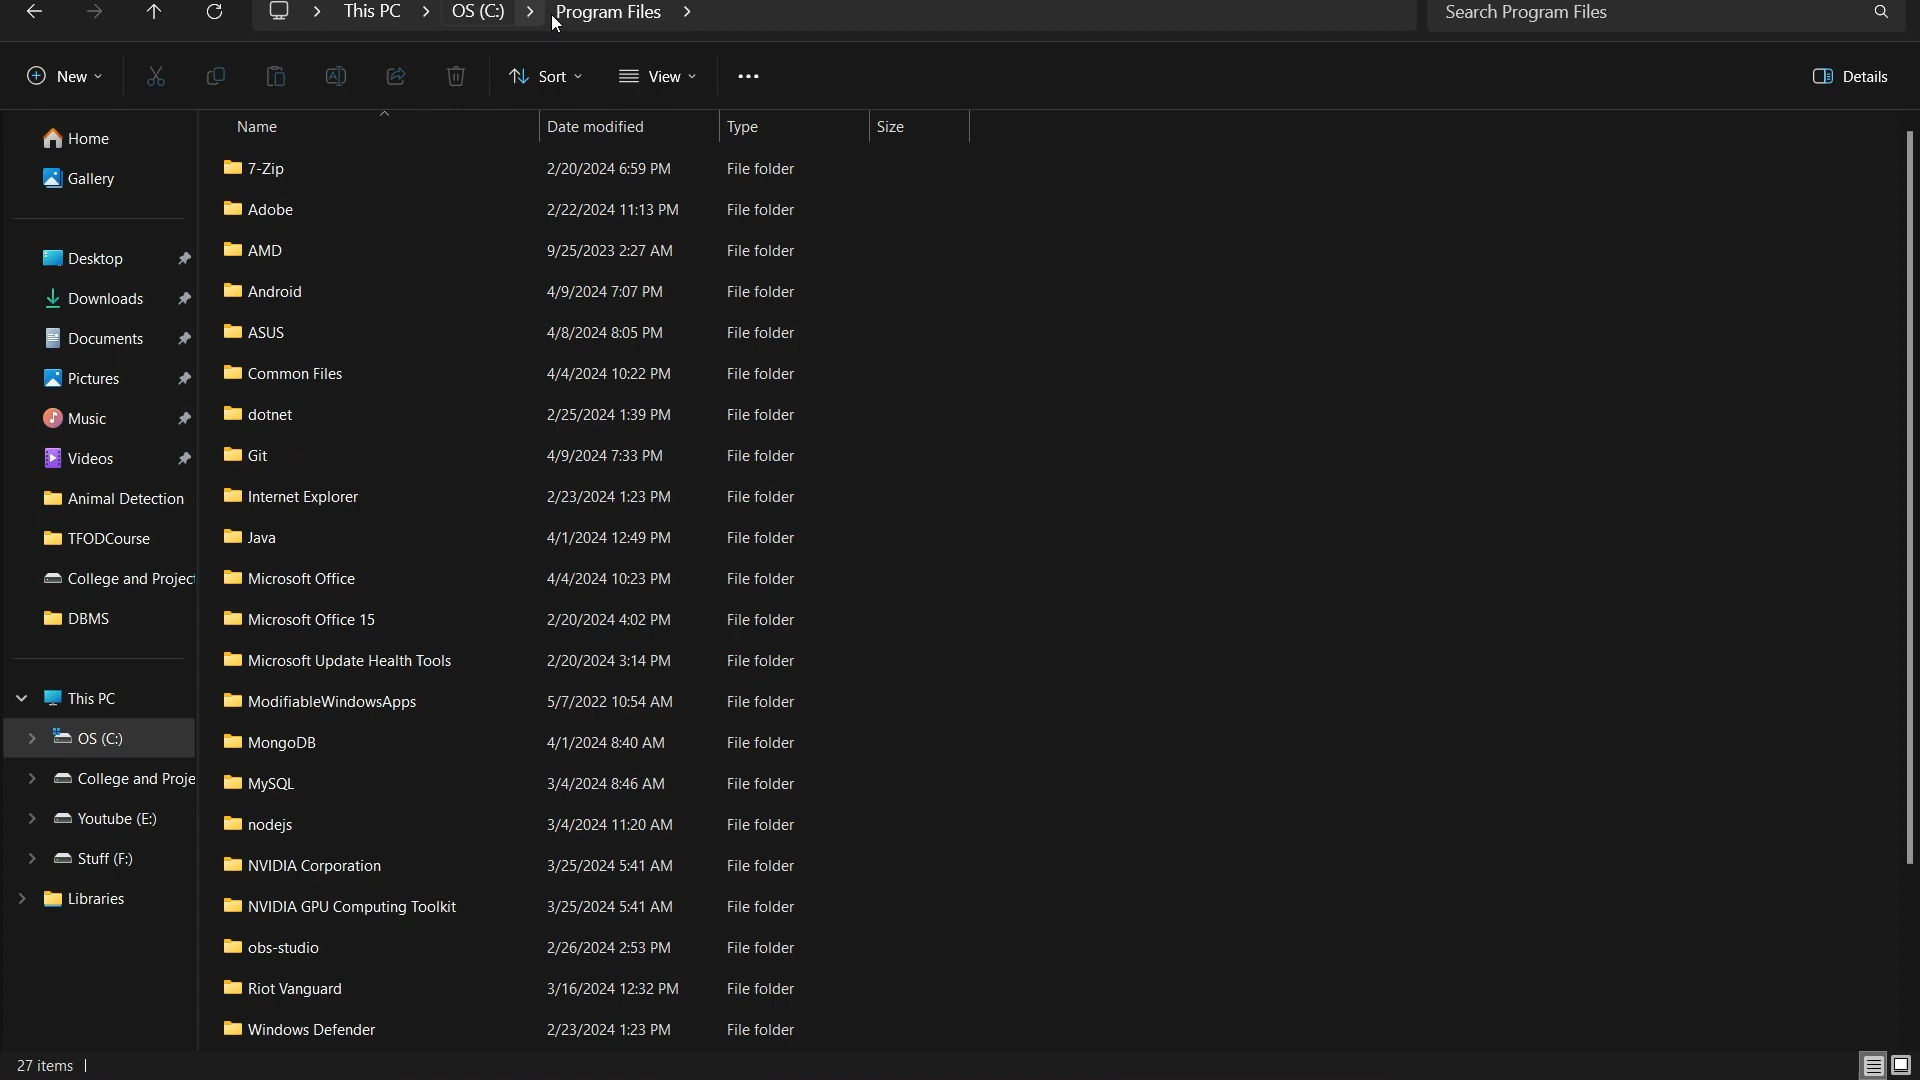 This PC > OS (C:) > Program Files >
Search Program Files
New
Sort
View
Details
Home
Gallery
Desktop
Downloads
Documents
Pictures
Music
Videos
Animal Detection
TFODCourse
College and Project
DBMS
This PC
OS (C:)
College and Proje
Youtube (E:)
Stuff (F:)
Libraries
Name Date modified Type Size
7-Zip 2/20/2024 6:59 PM File folder
Adobe 2/22/2024 11:13 PM File folder
AMD 9/25/2023 2:27 AM File folder
Android 4/9/2024 7:07 PM File folder
ASUS 4/8/2024 8:05 PM File folder
Common Files 4/4/2024 10:22 PM File folder
dotnet 2/25/2024 1:39 PM File folder
Git 4/9/2024 7:33 PM File folder
Internet Explorer 2/23/2024 1:23 PM File folder
Java 4/1/2024 12:49 PM File folder
Microsoft Office 4/4/2024 10:23 PM File folder
Microsoft Office 15 2/20/2024 4:02 PM File folder
Microsoft Update Health Tools 2/20/2024 3:14 PM File folder
ModifiableWindowsApps 5/7/2022 10:54 AM File folder
MongoDB 4/1/2024 8:40 AM File folder
MySQL 3/4/2024 8:46 AM File folder
nodejs 3/4/2024 11:20 AM File folder
NVIDIA Corporation 3/25/2024 5:41 AM File folder
NVIDIA GPU Computing Toolkit 3/25/2024 5:41 AM File folder
obs-studio 2/26/2024 2:53 PM File folder
Riot Vanguard 3/16/2024 12:32 PM File folder
Windows Defender 2/23/2024 1:23 PM File folder
27 items